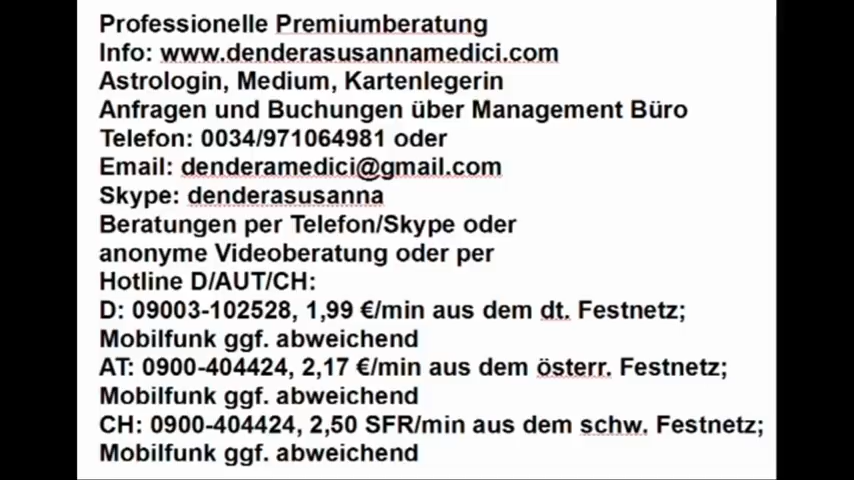 Professionelle Premiumberatung
Info: www.denderasusannamedici.com
Astrologin, Medium, Kartenlegerin
Anfragen und Buchungen über Management Büro
Telefon: 0034/971064981 oder
Email: denderamedici@gmail.com
Skype: denderasusanna
Beratungen per Telefon/Skype oder
anonyme Videoberatung oder per
Hotline D/AUT/CH:
D: 09003-102528, 1,99 €/min aus dem dt. Festnetz;
Mobilfunk ggf. abweichend
AT: 0900-404424, 2,17 €/min aus dem österr. Festnetz;
Mobilfunk ggf. abweichend
CH: 0900-404424, 2,50 SFR/min aus dem schw. Festnetz;
Mobilfunk ggf. abweichend